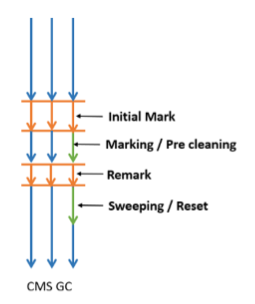 Initial Mark
Marking / Pre cleaning
Remark
Sweeping / Reset
CMS GC